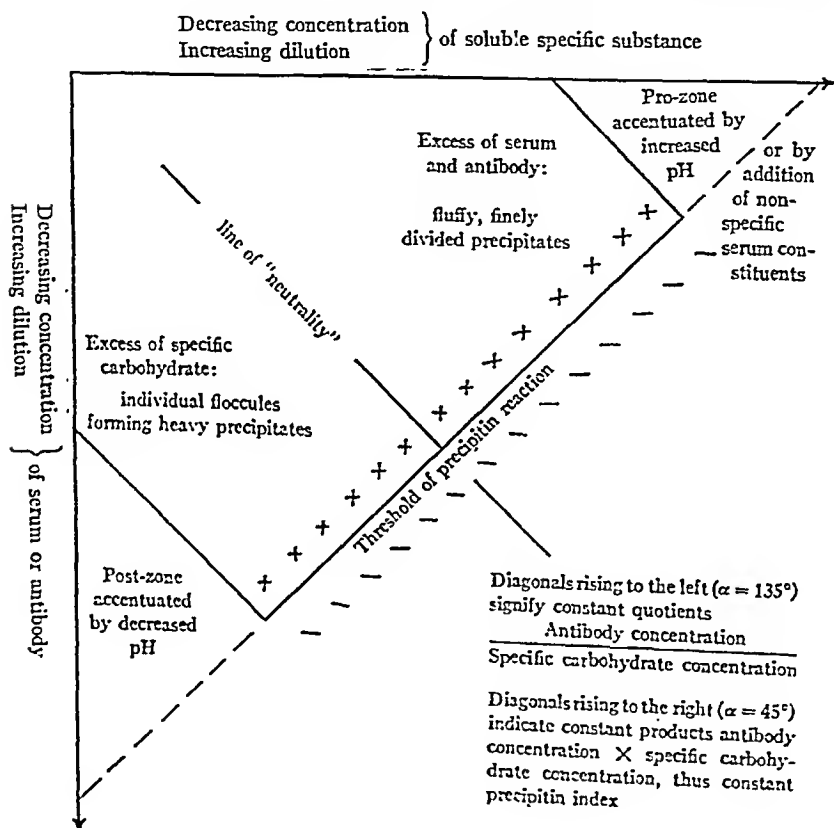 Decreasing concentration
Increasing dilution
of soluble specific substance
Pro-zone
accentuated by
increased
pH
or by
addition
of non-
specific
serum con-
stituents
Excess of serum
and antibody:
fluffy, finely
divided precipitates
line of "neutrality"
Decreasing concentration
Increasing dilution
of serum or antibody
Excess of specific
carbohydrate:
individual floccules
forming heavy precipitates
Threshold of precipitin reaction
Post-zone
accentuated
by decreased
pH
Diagonals rising to the left (α = 135°)
signify constant quotients
Antibody concentration
Specific carbohydrate concentration
Diagonals rising to the right (α = 45°)
indicate constant products antibody
concentration × specific carbohy-
drate concentration, thus constant
precipitin index